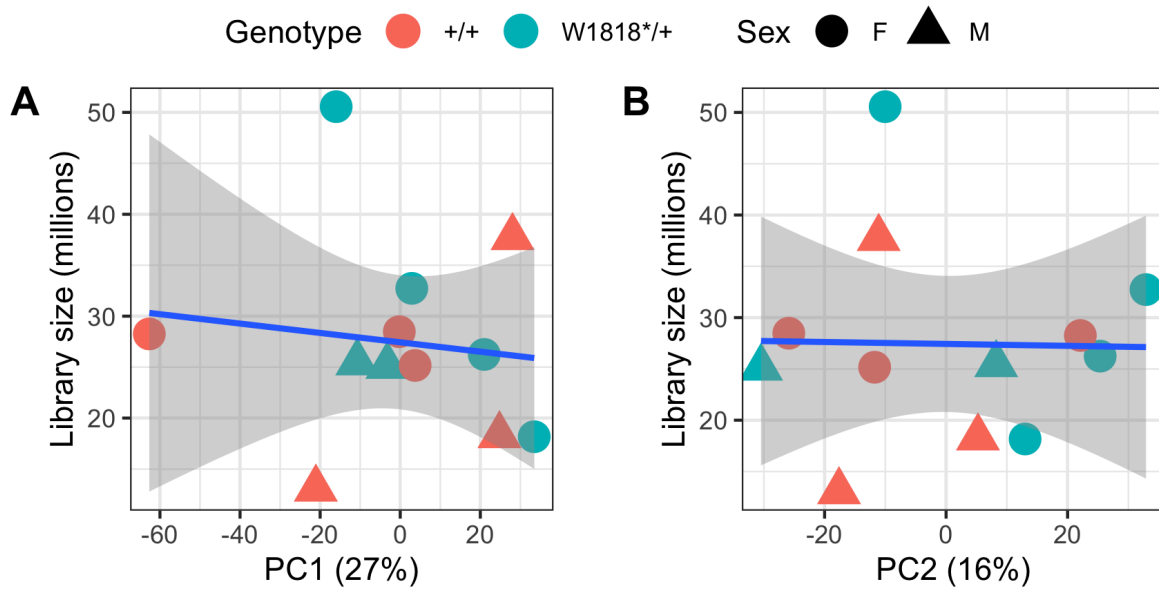 Genotype +/+ W1818*/+ Sex F M
A
Library size (millions)
50
40
30
20
-60 -40 -20 0 20
PC1 (27%)
B
Library size (millions)
50
40
30
20
-20 0 20
PC2 (16%)